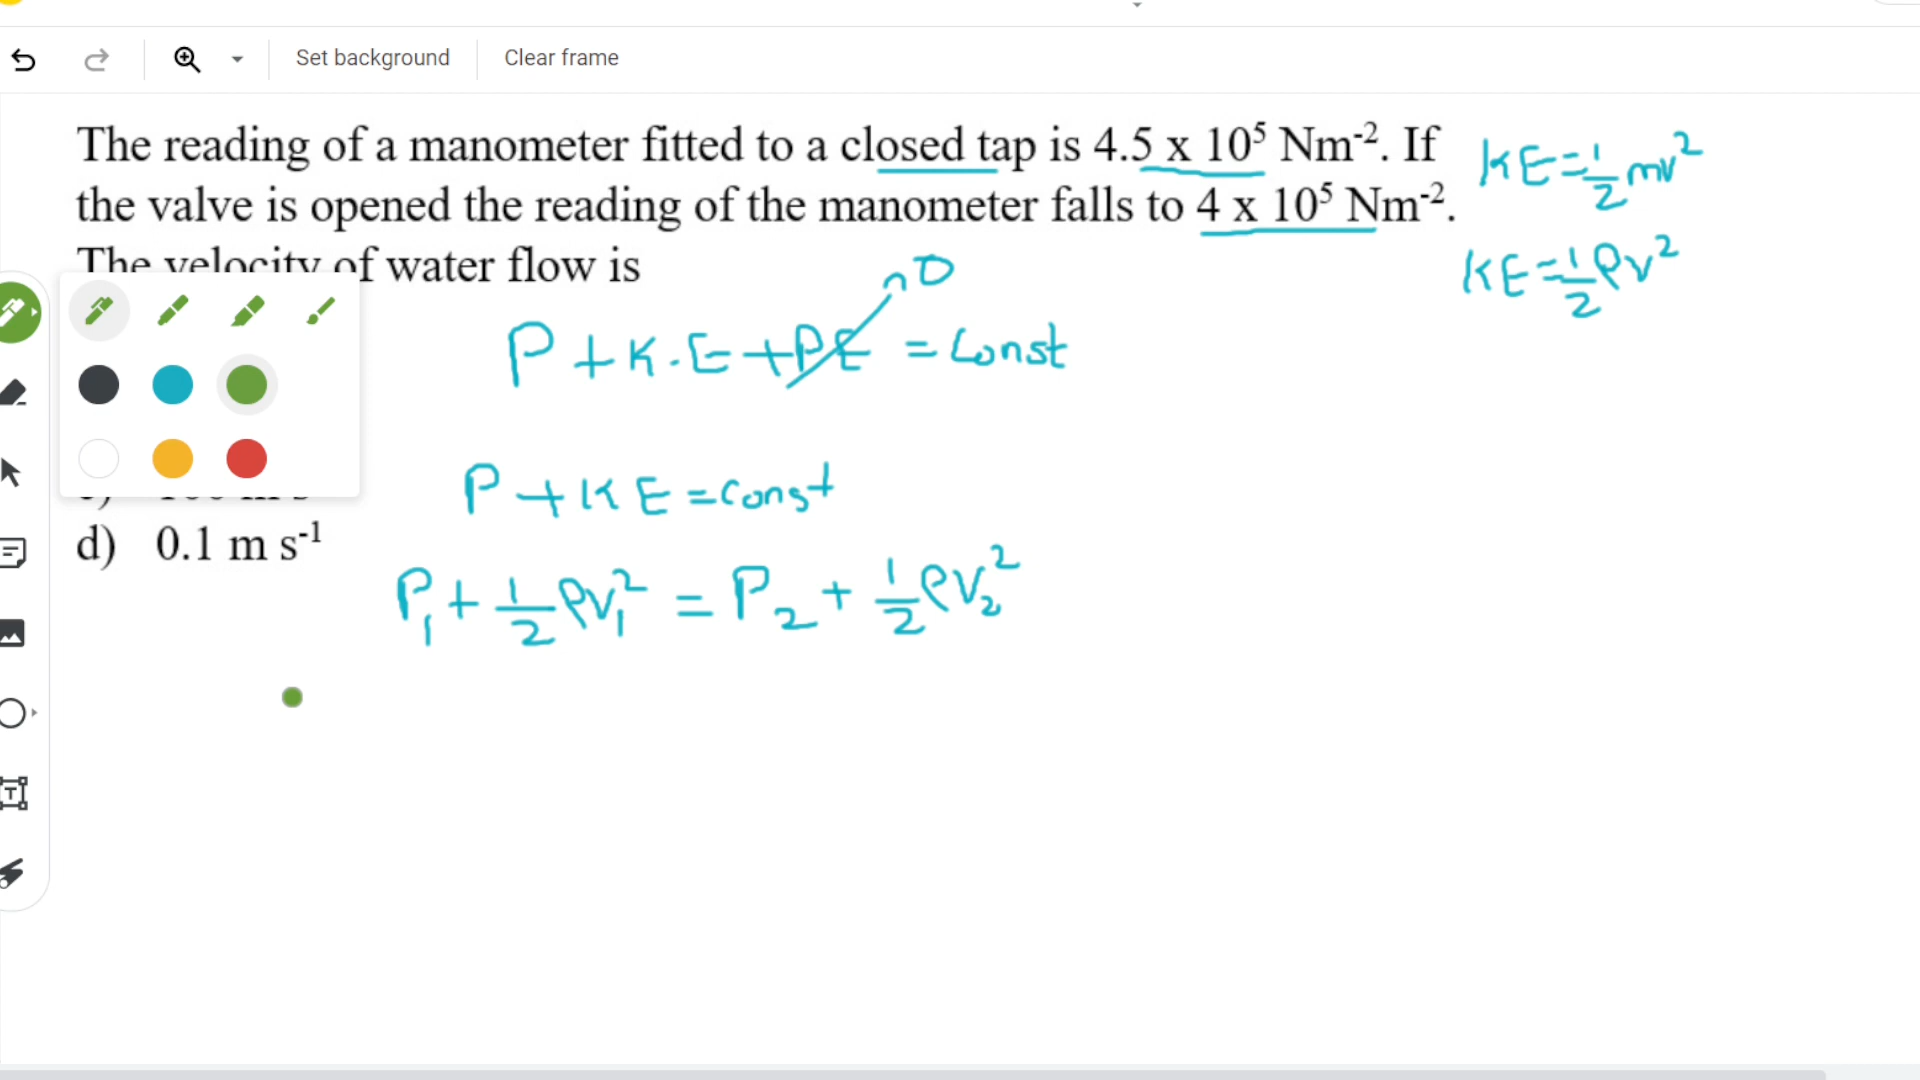 Set background
Clear frame
The reading of a manometer fitted to a closed tap is 4.5 x 10⁵ Nm⁻². If
the valve is opened the reading of the manometer falls to 4 x 10⁵ Nm⁻².
The velocity of water flow is
KE=½mv²
KE=½ρv²
P+K.E+PE = Const
0
P+KE=Const
d) 0.1 m s⁻¹
P₁+½ρv₁² = P₂+½ρv₂²